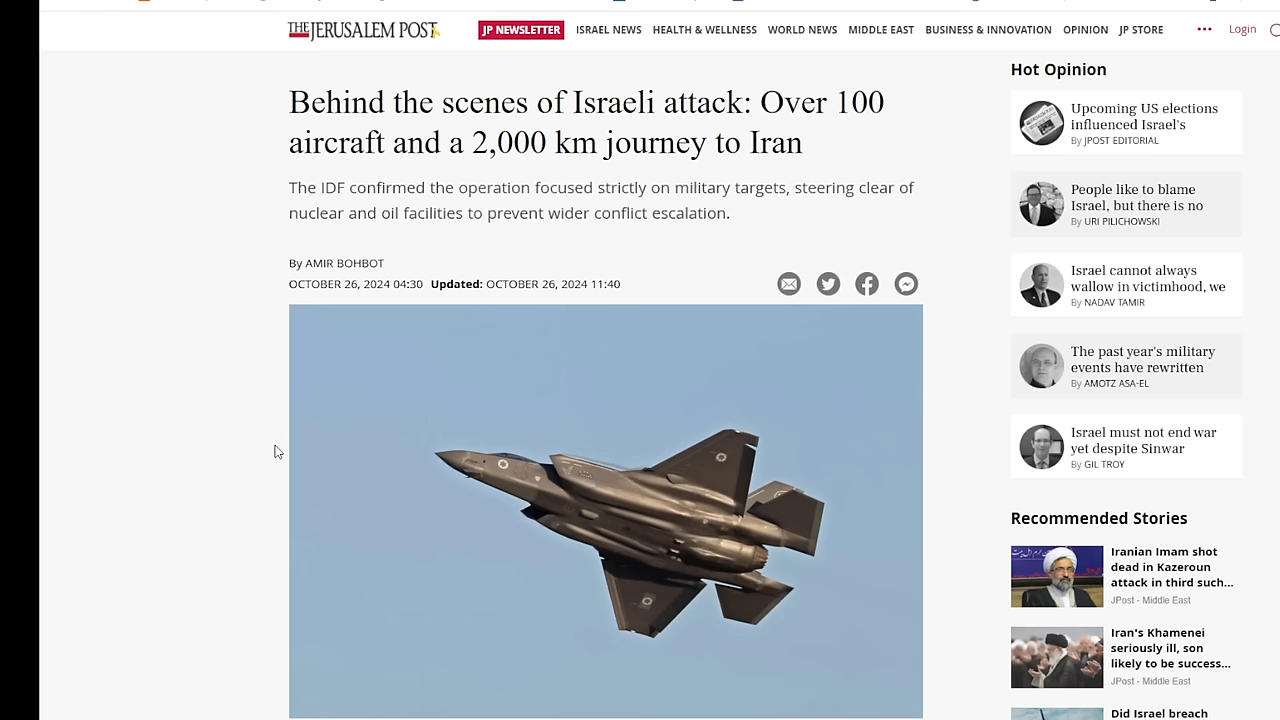 THE JERUSALEM POST
JP NEWSLETTER ISRAEL NEWS HEALTH & WELLNESS WORLD NEWS MIDDLE EAST BUSINESS & INNOVATION OPINION JP STORE ••• Login
Behind the scenes of Israeli attack: Over 100
aircraft and a 2,000 km journey to Iran
The IDF confirmed the operation focused strictly on military targets, steering clear of
nuclear and oil facilities to prevent wider conflict escalation.
By AMIR BOHBOT
OCTOBER 26, 2024 04:30 Updated: OCTOBER 26, 2024 11:40
Hot Opinion
Upcoming US elections
influenced Israel's
By JPOST EDITORIAL
People like to blame
Israel, but there is no
By URI PILICHOWSKI
Israel cannot always
wallow in victimhood, we
By NADAV TAMIR
The past year's military
events have rewritten
By AMOTZ ASA-EL
Israel must not end war
yet despite Sinwar
By GIL TROY
Recommended Stories
Iranian Imam shot
dead in Kazeroun
attack in third such...
JPost - Middle East
Iran's Khamenei
seriously ill, son
likely to be success...
JPost - Middle East
Did Israel breach